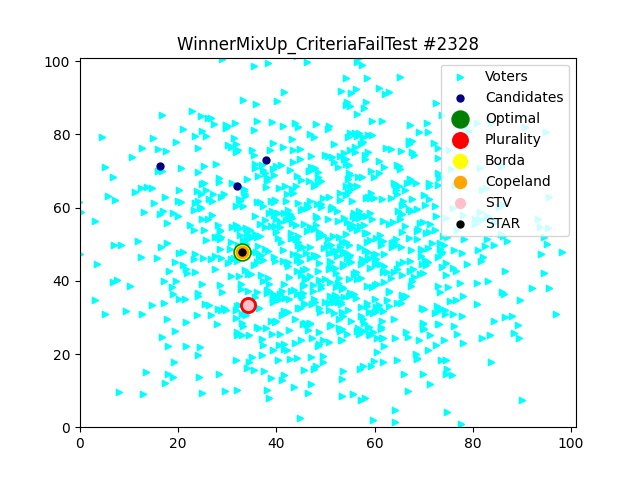 WinnerMixUp_CriteriaFailTest #2328
100
80
60
40
20
0
0
20
40
60
80
100
Voters
Candidates
Optimal
Plurality
Borda
Copeland
STV
STAR